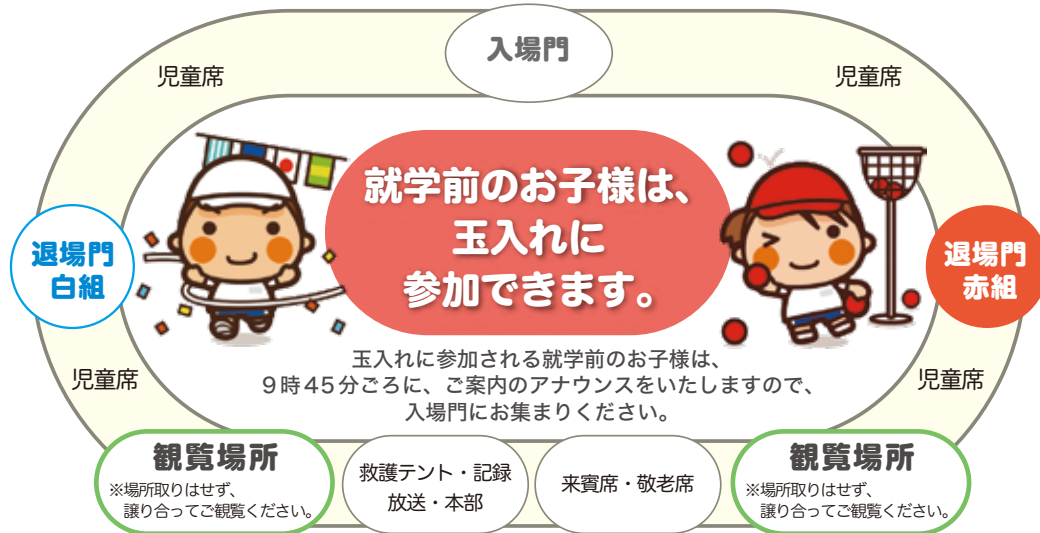 入場門
児童席
児童席
就学前のお子様は、
玉入れに
参加できます。
退場門
白組
退場門
赤組
玉入れに参加される就学前のお子様は、
9時45分ごろに、ご案内のアナウンスをいたしますので、
入場門にお集まりください。
児童席
児童席
観覧場所
※場所取りはせず、
譲り合ってご観覧ください。
救護テント・記録
放送・本部
来賓席・敬老席
観覧場所
※場所取りはせず、
譲り合ってご観覧ください。